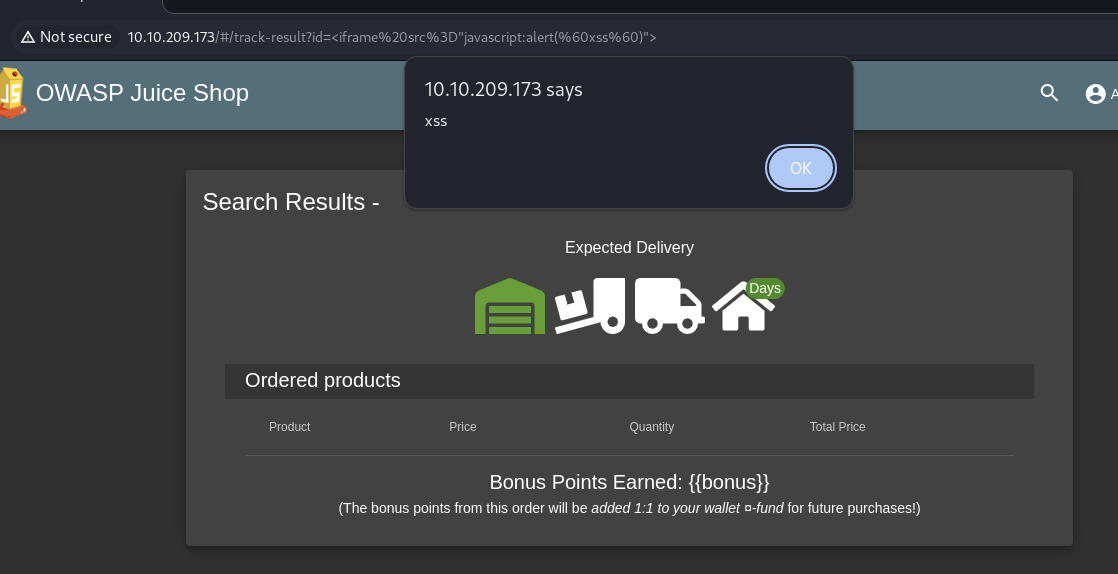 Not secure 10.10.209.173/#/track-result?id=<iframe%20src%3D"javascript:alert(%60xss%60)">
JS OWASP Juice Shop
10.10.209.173 says
xss
OK
Search Results -
Expected Delivery
Days
Ordered products
Product Price Quantity Total Price
Bonus Points Earned: {{bonus}}
(The bonus points from this order will be added 1:1 to your wallet ¤-fund for future purchases!)